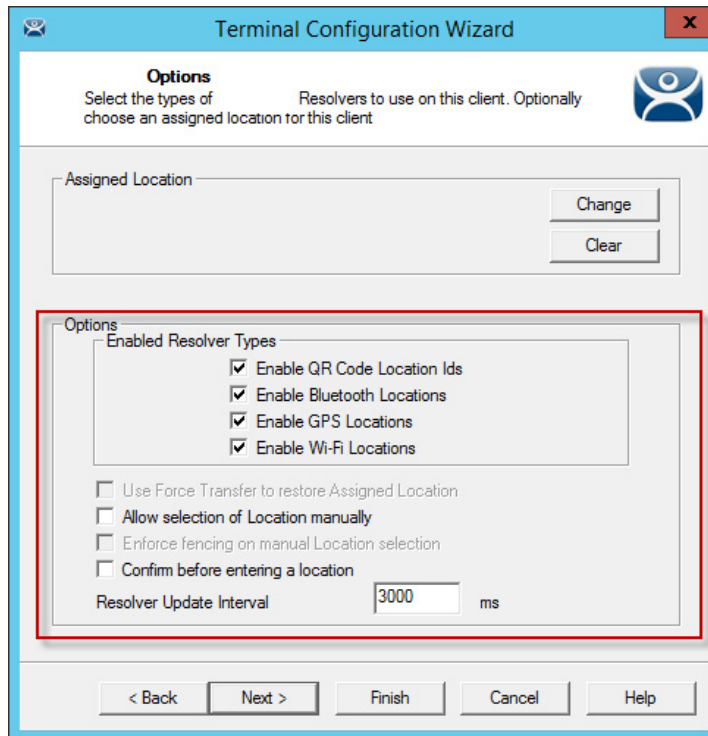 Terminal Configuration Wizard
x
Options
Select the types of Resolvers to use on this client. Optionally
choose an assigned location for this client
Assigned Location
Change
Clear
Options
Enabled Resolver Types
Enable QR Code Location Ids
Enable Bluetooth Locations
Enable GPS Locations
Enable Wi-Fi Locations
Use Force Transfer to restore Assigned Location
Allow selection of Location manually
Enforce fencing on manual Location selection
Confirm before entering a location
Resolver Update Interval 3000 ms
< Back Next > Finish Cancel Help